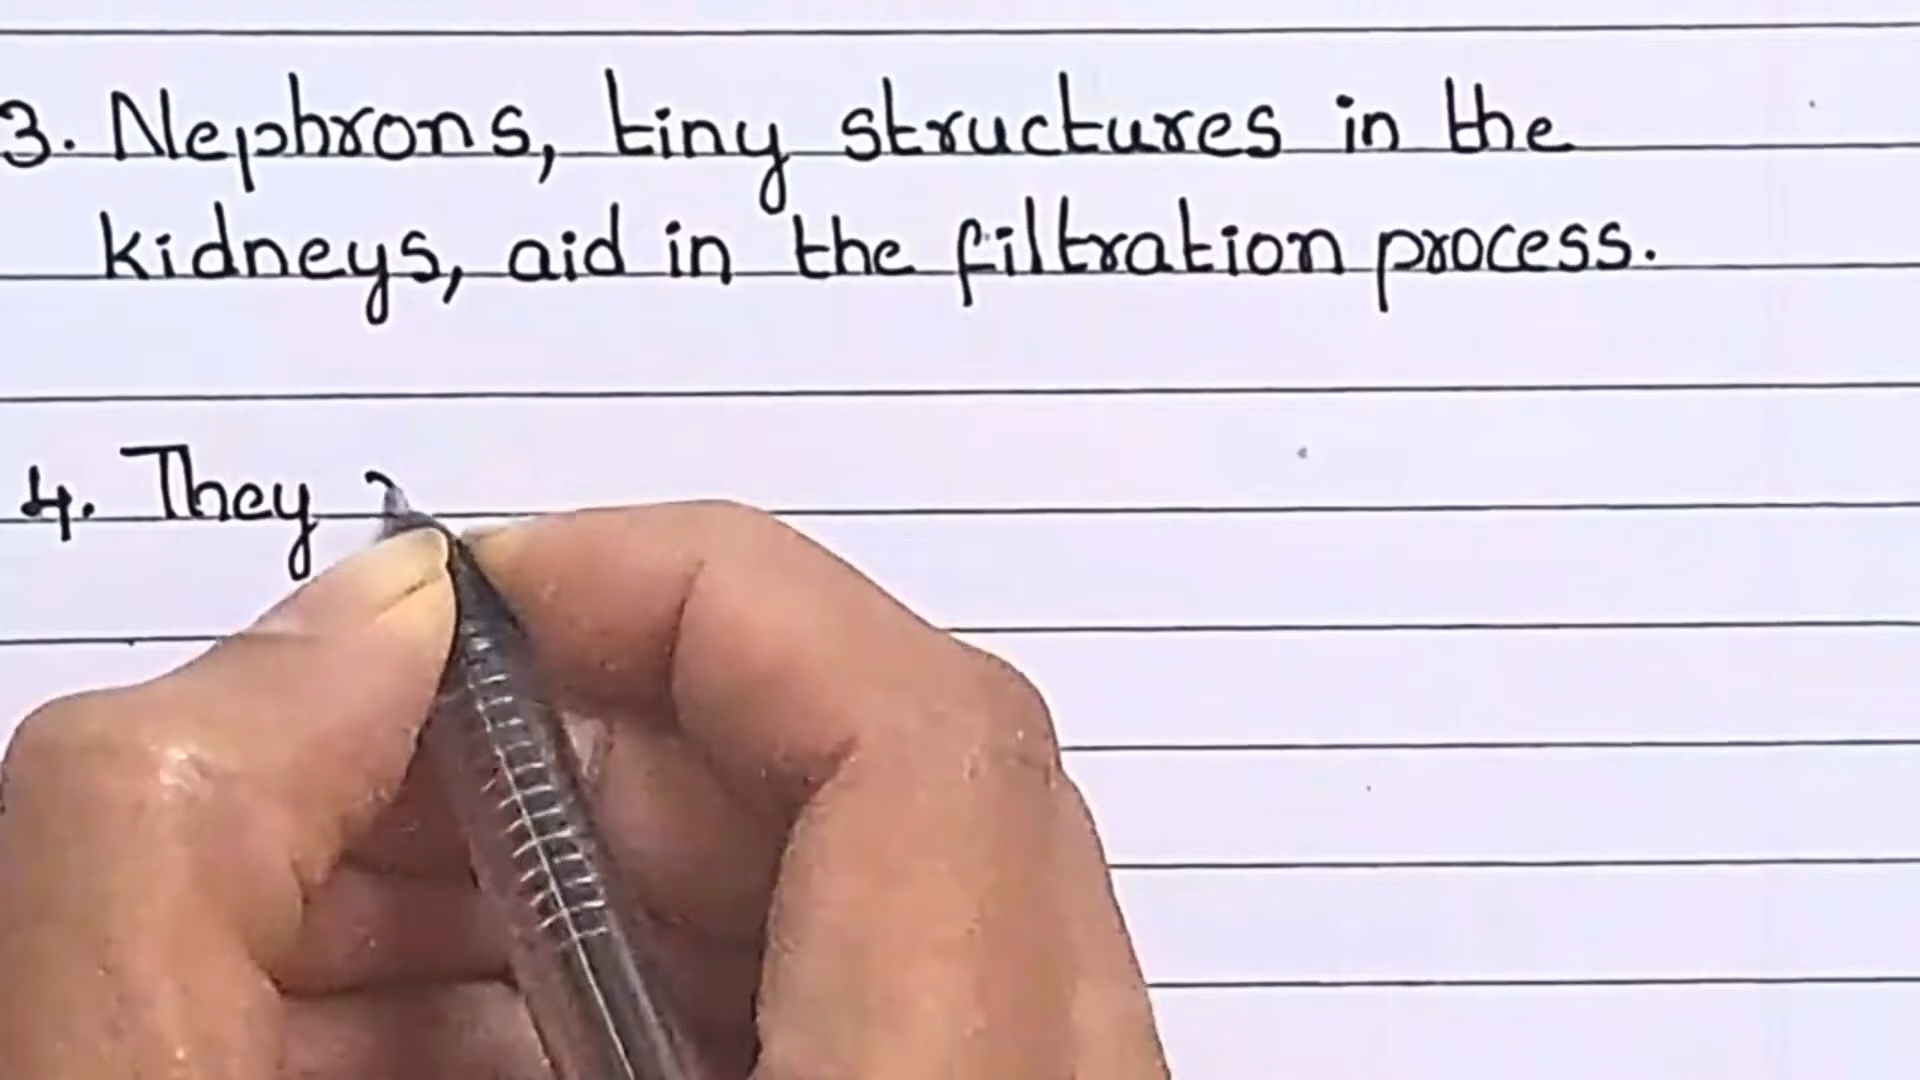 3. Nephrons, tiny structures in the
kidneys, aid in the filtration process.
4. They